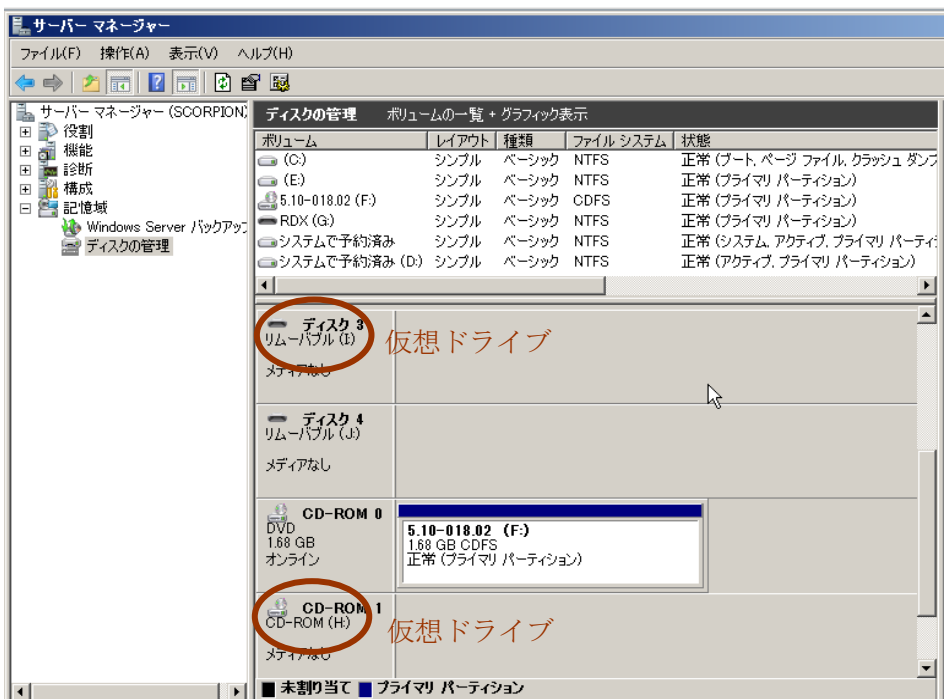 サーバー マネージャー
ファイル(F) 操作(A) 表示(V) ヘルプ(H)
サーバー マネージャー (SCORPION)
役割
機能
診断
構成
記憶域
Windows Server バックアップ
ディスクの管理
ディスクの管理 ボリュームの一覧 + グラフィック表示
ボリューム レイアウト 種類 ファイル システム 状態
(C:) シンプル ベーシック NTFS 正常 (ブート, ページ ファイル, クラッシュ ダンプ
(E:) シンプル ベーシック NTFS 正常 (プライマリ パーティション)
5.10-018.02 (F:) シンプル ベーシック CDFS 正常 (プライマリ パーティション)
RDX (G:) シンプル ベーシック NTFS 正常 (プライマリ パーティション)
システムで予約済み シンプル ベーシック NTFS 正常 (システム, アクティブ, プライマリ パーティ
システムで予約済み (D:) シンプル ベーシック NTFS 正常 (アクティブ, プライマリ パーティション)
ディスク 3
リムーバブル (I:)
仮想ドライブ
メディアなし
ディスク 4
リムーバブル (J:)
メディアなし
CD-ROM 0
DVD
1.68 GB
オンライン
5.10-018.02 (F:)
1.68 GB CDFS
正常 (プライマリ パーティション)
CD-ROM 1
CD-ROM (H:)
仮想ドライブ
メディアなし
未割り当て プライマリ パーティション